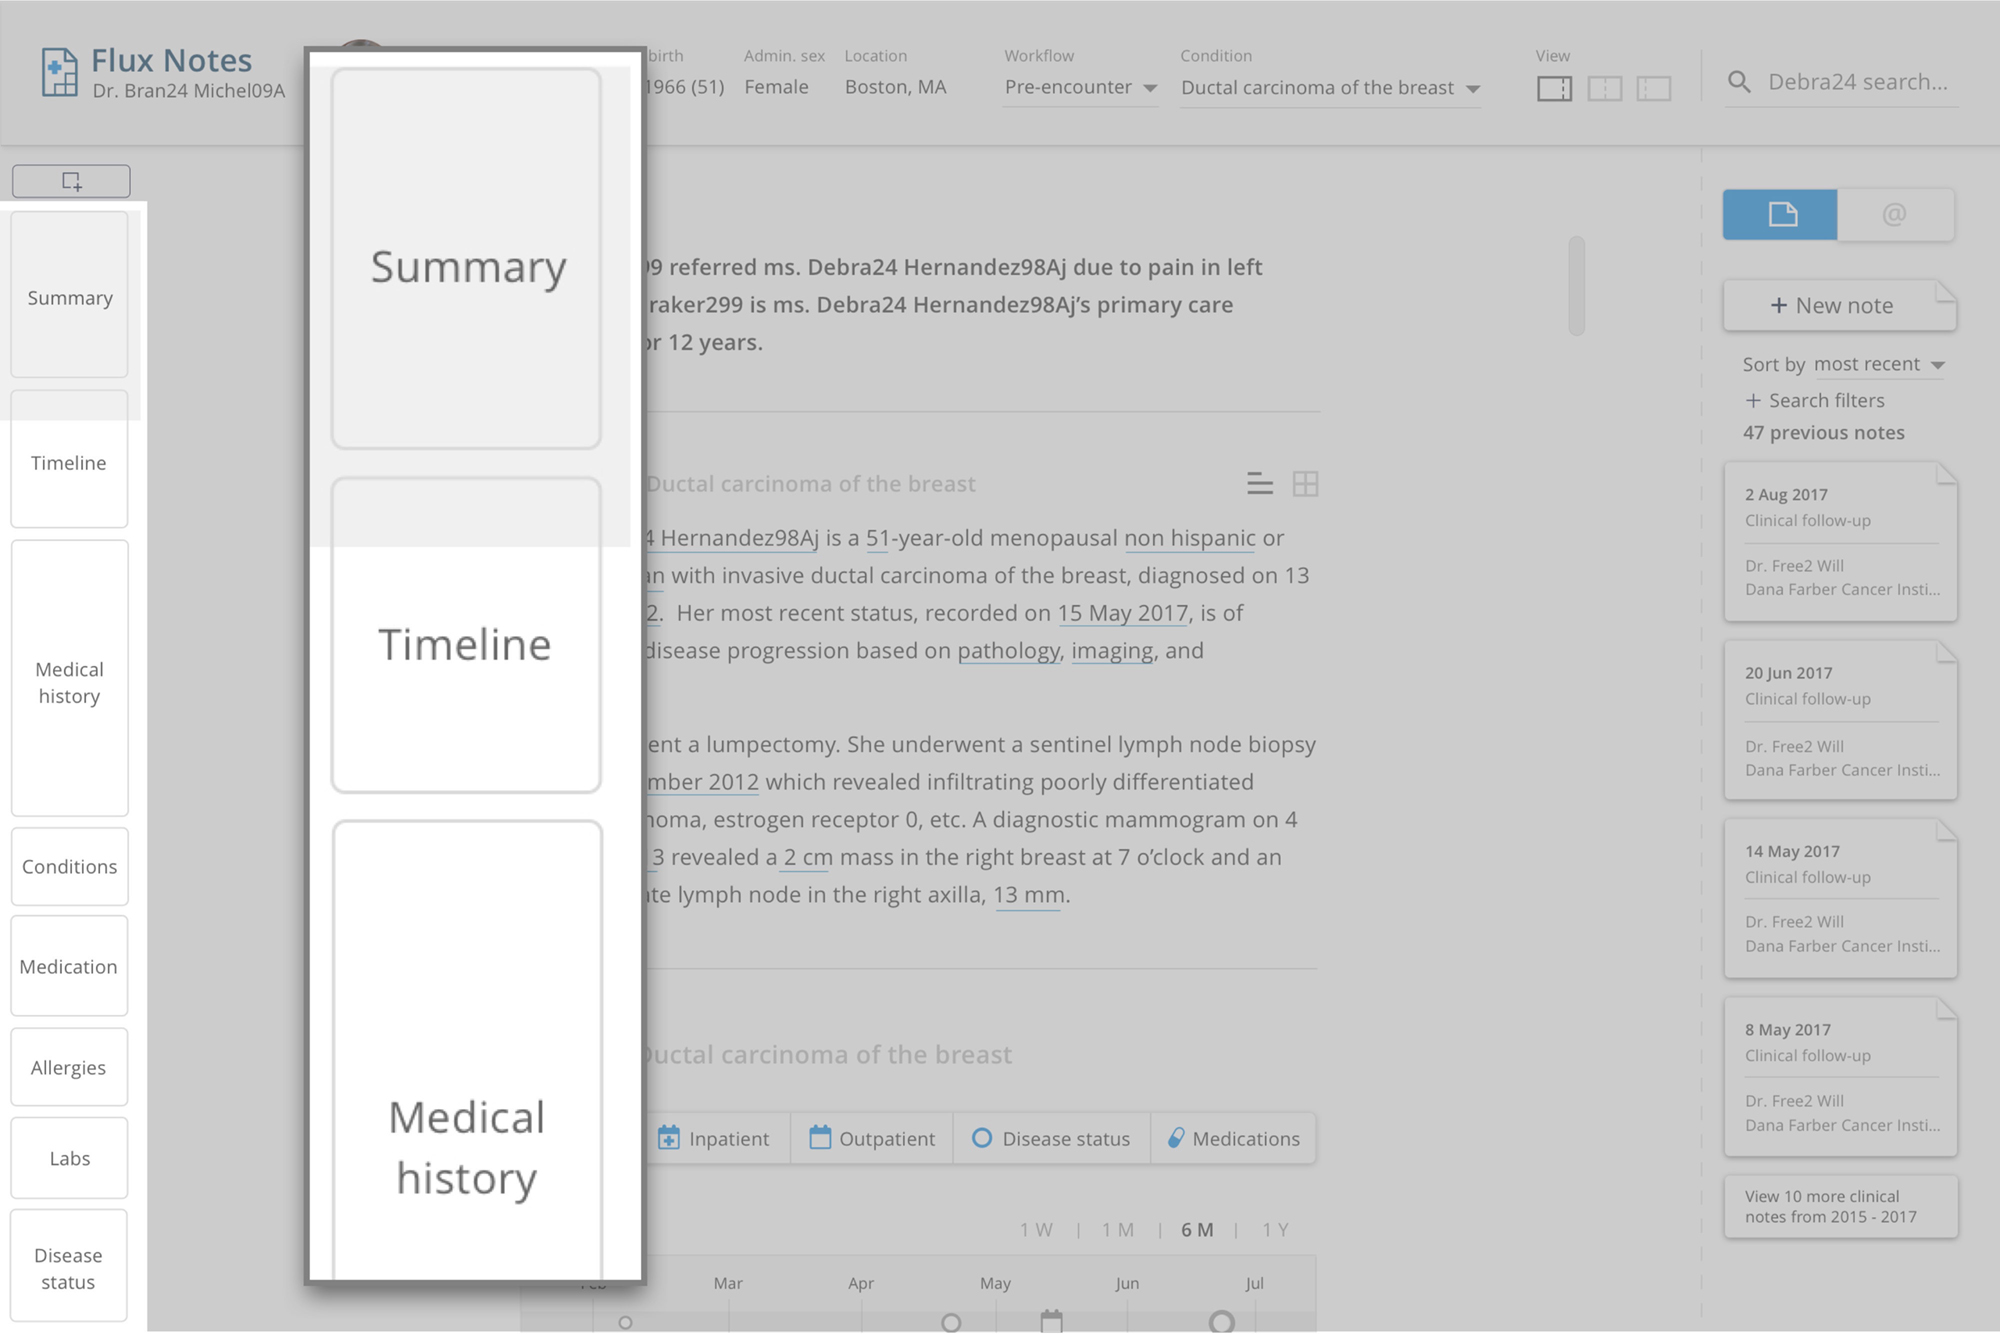 Flux Notes
Dr. Bran24 Michel09A
birth
1966 (51)
Admin. sex
Female
Location
Boston, MA
Workflow
Pre-encounter
Condition
Ductal carcinoma of the breast
View
Debra24 search...
Summary
Timeline
Medical
history
Conditions
Medication
Allergies
Labs
Disease
status
Summary
Timeline
Medical
history
referred ms. Debra24 Hernandez98Aj due to pain in left
raker299 is ms. Debra24 Hernandez98Aj's primary care
or 12 years.
Ductal carcinoma of the breast
4 Hernandez98Aj is a 51-year-old menopausal non hispanic or
an with invasive ductal carcinoma of the breast, diagnosed on 13
2. Her most recent status, recorded on 15 May 2017, is of
disease progression based on pathology, imaging, and
ent a lumpectomy. She underwent a sentinel lymph node biopsy
mber 2012 which revealed infiltrating poorly differentiated
noma, estrogen receptor 0, etc. A diagnostic mammogram on 4
3 revealed a 2 cm mass in the right breast at 7 o'clock and an
te lymph node in the right axilla, 13 mm.
Ductal carcinoma of the breast
Inpatient
Outpatient
Disease status
Medications
1 W | 1 M | 6 M | 1 Y
Mar
Apr
May
Jun
Jul
@
+ New note
Sort by most recent
+ Search filters
47 previous notes
2 Aug 2017
Clinical follow-up
Dr. Free2 Will
Dana Farber Cancer Insti...
20 Jun 2017
Clinical follow-up
Dr. Free2 Will
Dana Farber Cancer Insti...
14 May 2017
Clinical follow-up
Dr. Free2 Will
Dana Farber Cancer Insti...
8 May 2017
Clinical follow-up
Dr. Free2 Will
Dana Farber Cancer Insti...
View 10 more clinical
notes from 2015 - 2017